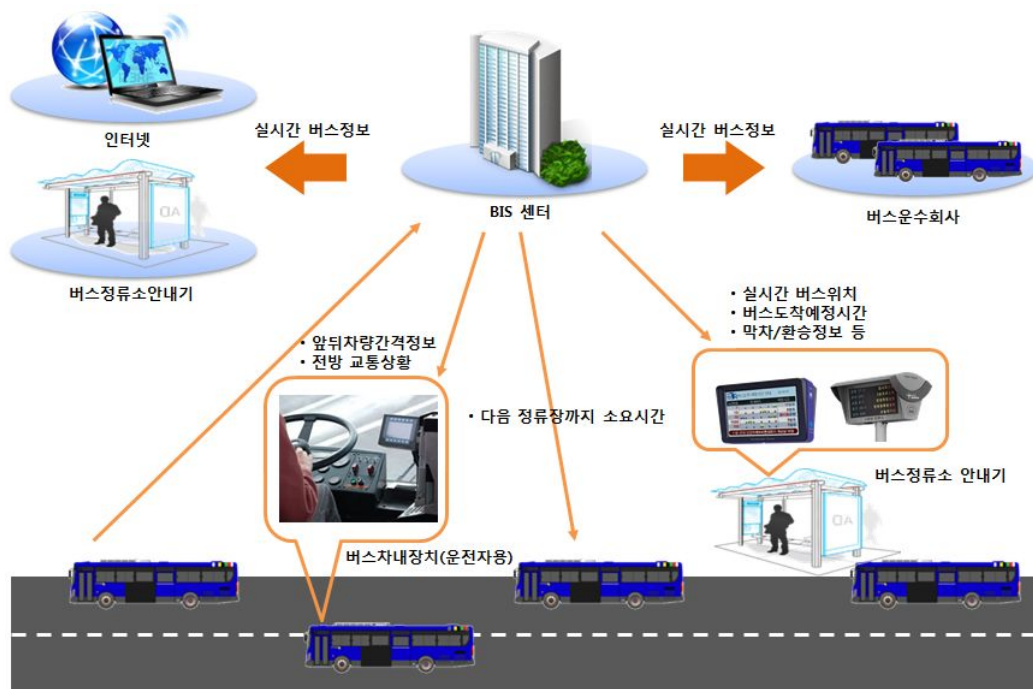 실시간 버스정보
실시간 버스정보
인터넷
BIS 센터
버스운수회사
버스정류소안내기
· 실시간 버스위치
· 버스도착예정시간
· 막차/환승정보 등
· 앞뒤차량간격정보
· 전방 교통상황
· 다음 정류장까지 소요시간
버스정류소 안내기
버스차내장치(운전자용)
AD
AD